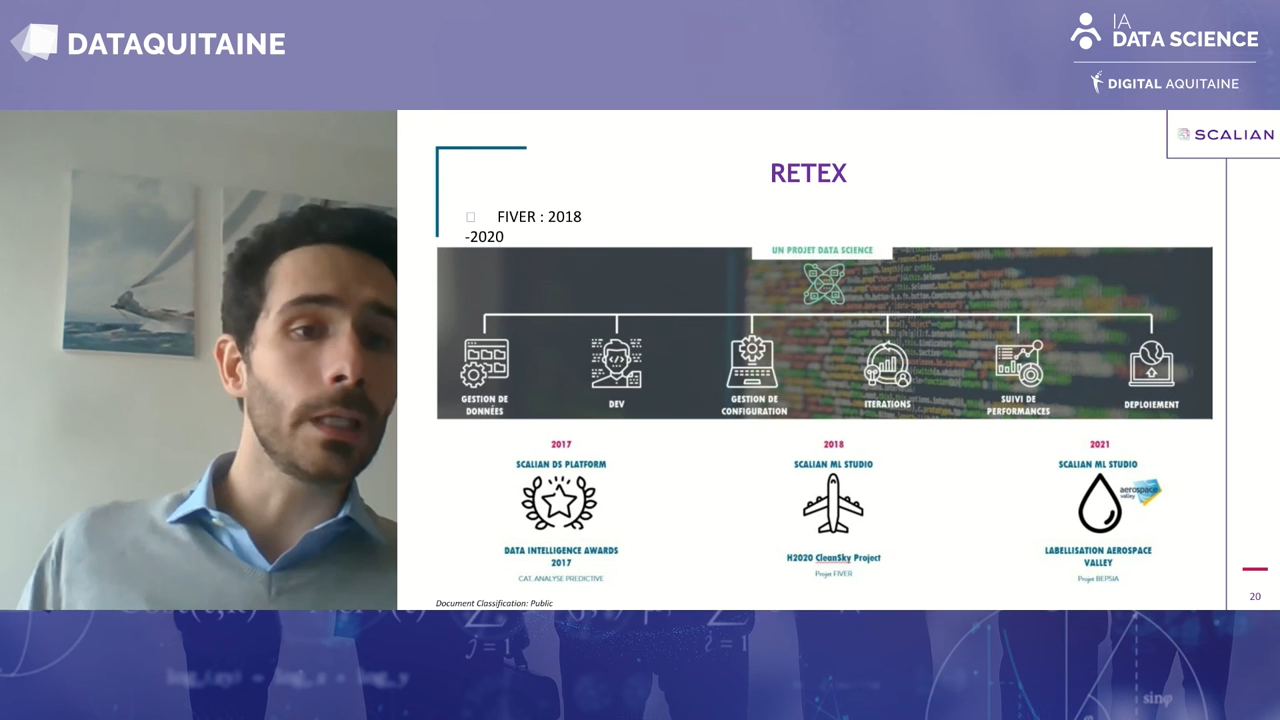 DATAQUITAINE
IA
DATA SCIENCE
DIGITAL AQUITAINE
SCALIAN
RETEX
FIVER : 2018
-2020
UN PROJET DATA SCIENCE
GESTION DE
DONNÉES
DEV
GESTION DE
CONFIGURATION
ITERATIONS
SUIVI DE
PERFORMANCES
DEPLOIEMENT
2017
SCALIAN DS PLATFORM
DATA INTELLIGENCE AWARDS
2017
CAT. ANALYSE PREDICTIVE
2018
SCALIAN ML STUDIO
H2020 CleanSky Project
Projet FIVER
2021
SCALIAN ML STUDIO
aerospace
valley
LABELLISATION AEROSPACE
VALLEY
Projet BEPSIA
Document Classification: Public
20
j=1
i=1
sinφ